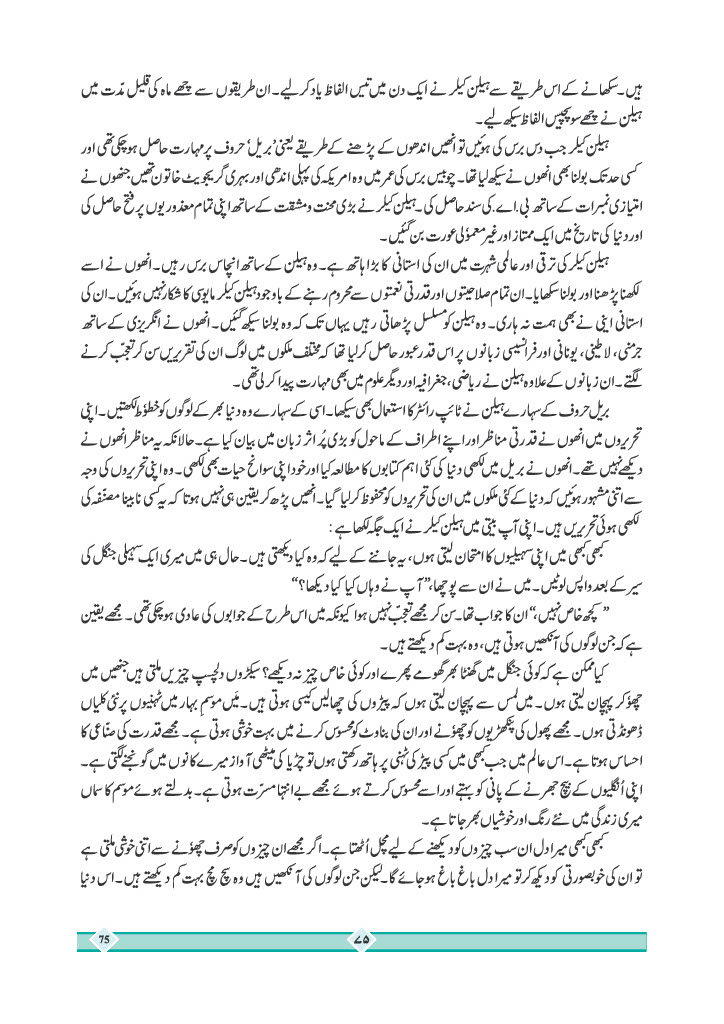 ہیں۔ سکھانے کے اس طریقے سے ہیلن کیلر نے ایک دن میں تیس الفاظ یاد کر لیے۔ ان طریقوں سے چھے ماہ کی قلیل مدّت میں
ہیلن نے چھے سو پچیس الفاظ سیکھ لیے۔
ہیلن کیلر جب دس برس کی ہوئیں تو انھیں اندھوں کے پڑھنے کے طریقے یعنی 'بریل' حروف پر مہارت حاصل ہو چکی تھی اور
کسی حد تک بولنا بھی انھوں نے سیکھ لیا تھا۔ چوبیس برس کی عمر میں وہ امریکہ کی پہلی اندھی اور بہری گریجویٹ خاتون تھیں جنھوں نے
امتیازی نمبرات کے ساتھ بی۔اے۔ کی سند حاصل کی۔ ہیلن کیلر نے بڑی محنت و مشقت کے ساتھ اپنی تمام معذوریوں پر فتح حاصل کی
اور دنیا کی تاریخ میں ایک ممتاز اور غیر معمولی عورت بن گئیں۔
ہیلن کیلر کی ترقی اور عالمی شہرت میں ان کی استانی کا بڑا ہاتھ ہے۔ وہ ہیلن کے ساتھ انچاس برس رہیں۔ انھوں نے اسے
لکھنا پڑھنا اور بولنا سکھایا۔ ان تمام صلاحیتوں اور قدرتی نعمتوں سے محروم رہنے کے باوجود ہیلن کیلر مایوسی کا شکار نہیں ہوئیں۔ ان کی
استانی اینی نے بھی ہمت نہ ہاری۔ وہ ہیلن کو مسلسل پڑھاتی رہیں یہاں تک کہ وہ بولنا سیکھ گئیں۔ انھوں نے انگریزی کے ساتھ
جرمنی، لاطینی، یونانی اور فرانسیسی زبانوں پر اس قدر عبور حاصل کر لیا تھا کہ مختلف ملکوں میں لوگ ان کی تقریریں سن کر تعجّب کرنے
لگتے۔ ان زبانوں کے علاوہ ہیلن نے ریاضی، جغرافیہ اور دیگر علوم میں بھی مہارت پیدا کر لی تھی۔
بریل حروف کے سہارے ہیلن نے ٹائپ رائٹر کا استعمال بھی سیکھا۔ اسی کے سہارے وہ دنیا بھر کے لوگوں کو خطوٗط لکھتیں۔ اپنی
تحریروں میں انھوں نے قدرتی مناظر اور اپنے اطراف کے ماحول کو بڑی پُر اثر زبان میں بیان کیا ہے۔ حالانکہ یہ مناظر انھوں نے
دیکھے نہیں تھے۔ انھوں نے بریل میں لکھی دنیا کی کئی اہم کتابوں کا مطالعہ کیا اور خود اپنی سوانحِ حیات بھی لکھی۔ وہ اپنی تحریروں کی وجہ
سے اتنی مشہور ہوئیں کہ دنیا کے کئی ملکوں میں ان کی تحریروں کو محفوظ کر لیا گیا۔ انھیں پڑھ کر یقین ہی نہیں ہوتا کہ یہ کسی نابینا مصنّفہ کی
لکھی ہوئی تحریریں ہیں۔ اپنی آپ بیتی میں ہیلن کیلر نے ایک جگہ لکھا ہے :
کبھی کبھی میں اپنی سہیلیوں کا امتحان لیتی ہوں، یہ جاننے کے لیے کہ وہ کیا دیکھتی ہیں۔ حال ہی میں میری ایک سہیلی جنگل کی
سیر کے بعد واپس لوٹیں۔ میں نے ان سے پوچھا، ”آپ نے وہاں کیا کیا دیکھا؟“
”کچھ خاص نہیں،“ ان کا جواب تھا۔ سن کر مجھے تعجّب نہیں ہوا کیونکہ میں اس طرح کے جوابوں کی عادی ہو چکی تھی۔ مجھے یقین
ہے کہ جن لوگوں کی آنکھیں ہوتی ہیں، وہ بہت کم دیکھتے ہیں۔
کیا ممکن ہے کہ کوئی جنگل میں گھنٹا بھر گھومے پھرے اور کوئی خاص چیز نہ دیکھے؟ سیکڑوں دلچسپ چیزیں ملتی ہیں جنھیں میں
چھوٗ کر پہچان لیتی ہوں۔ میں لمس سے پہچان لیتی ہوں کہ پیڑوں کی چھالیں کیسی ہوتی ہیں۔ مَیں موسمِ بہار میں ٹہنیوں پر نئی کلیاں
ڈھونڈتی ہوں۔ مجھے پھول کی پنکھڑیوں کو چھوٗنے اور ان کی بناوٹ کو محسوس کرنے میں بہت خوشی ہوتی ہے۔ مجھے قدرت کی صنّاعی کا
احساس ہوتا ہے۔ اس عالم میں جب کبھی میں کسی پیڑ کی ٹہنی پر ہاتھ رکھتی ہوں تو چڑیا کی میٹھی آواز میرے کانوں میں گونجنے لگتی ہے۔
اپنی اُنگلیوں کے بیچ جھرنے کے پانی کو بہتے اور اسے محسوس کرتے ہوئے مجھے بے انتہا مسرّت ہوتی ہے۔ بدلتے ہوئے موسم کا سماں
میری زندگی میں نئے رنگ اور خوشیاں بھر جاتا ہے۔
کبھی کبھی میرا دل ان سب چیزوں کو دیکھنے کے لیے مچل اُٹھتا ہے۔ اگر مجھے ان چیزوں کو صرف چھوٗنے سے اتنی خوشی ملتی ہے
تو ان کی خوبصورتی کو دیکھ کر تو میرا دل باغ باغ ہو جائے گا۔ لیکن جن لوگوں کی آنکھیں ہیں وہ سچ مچ بہت کم دیکھتے ہیں۔ اس دنیا
75
۷۵